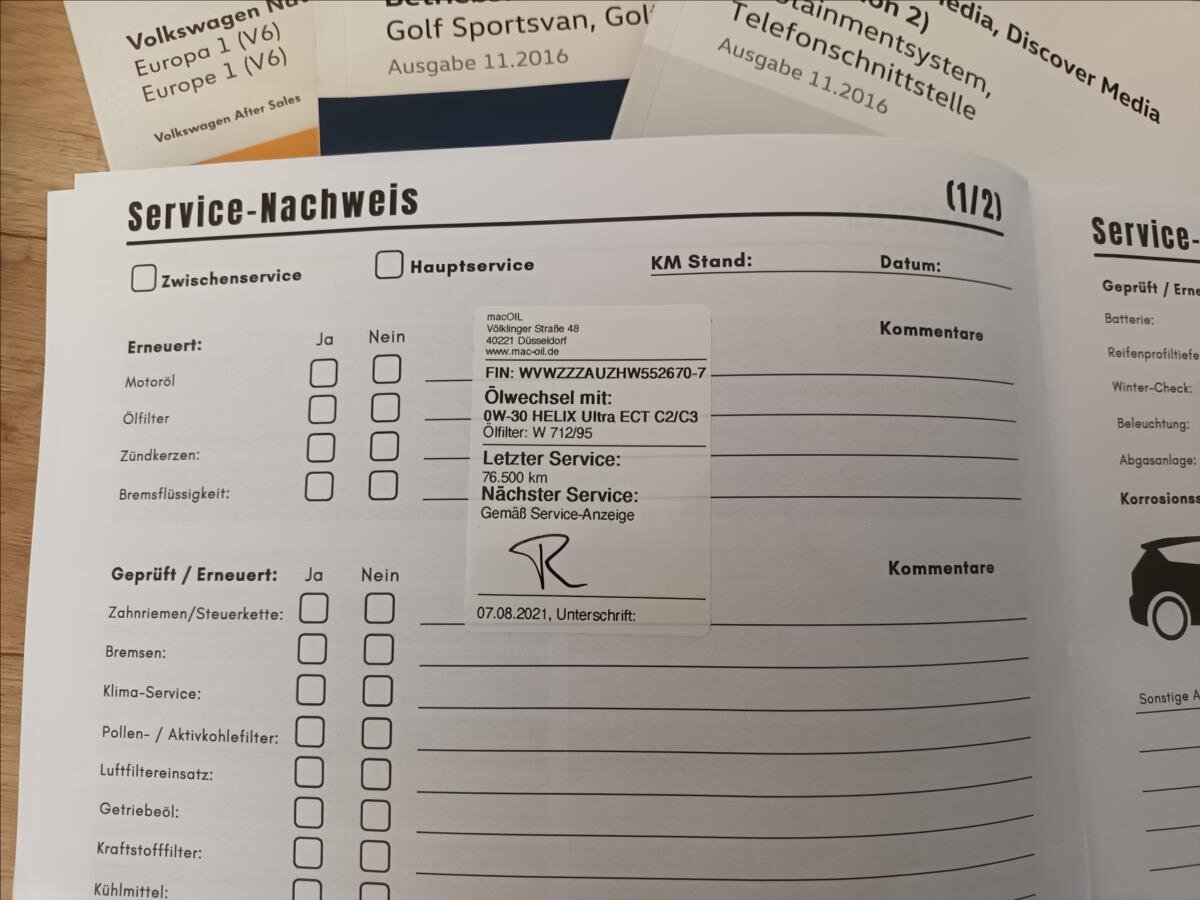 Volkswagen
Europa 1 (V6)
Europe 1 (V6)
Volkswagen After Sales
Golf Sportsvan, Golf
Ausgabe 11.2016
Media, Discover Media
on 2)
tainmentsystem,
Telefonschnittstelle
Ausgabe 11.2016
Service-Nachweis
(1/2)
Zwischenservice
Hauptservice
KM Stand:
Datum:
Erneuert:
Ja
Nein
Kommentare
Motoröl
Ölfilter
Zündkerzen:
Bremsflüssigkeit:
macOIL
Völklinger Straße 48
40221 Düsseldorf
www.mac-oil.de
FIN: WVWZZZAUZHW552670-7
Ölwechsel mit:
0W-30 HELIX Ultra ECT C2/C3
Ölfilter: W 712/95
Letzter Service:
76.500 km
Nächster Service:
Gemäß Service-Anzeige
07.08.2021, Unterschrift:
Geprüft / Erneuert:
Ja
Nein
Kommentare
Zahnriemen/Steuerkette:
Bremsen:
Klima-Service:
Pollen- / Aktivkohlefilter:
Luftfiltereinsatz:
Getriebeöl:
Kraftstofffilter:
Kühlmittel:
Service-
Geprüft / Erne
Batterie:
Reifenprofiltiefe
Winter-Check:
Beleuchtung:
Abgasanlage:
Korrosionss
Sonstige A